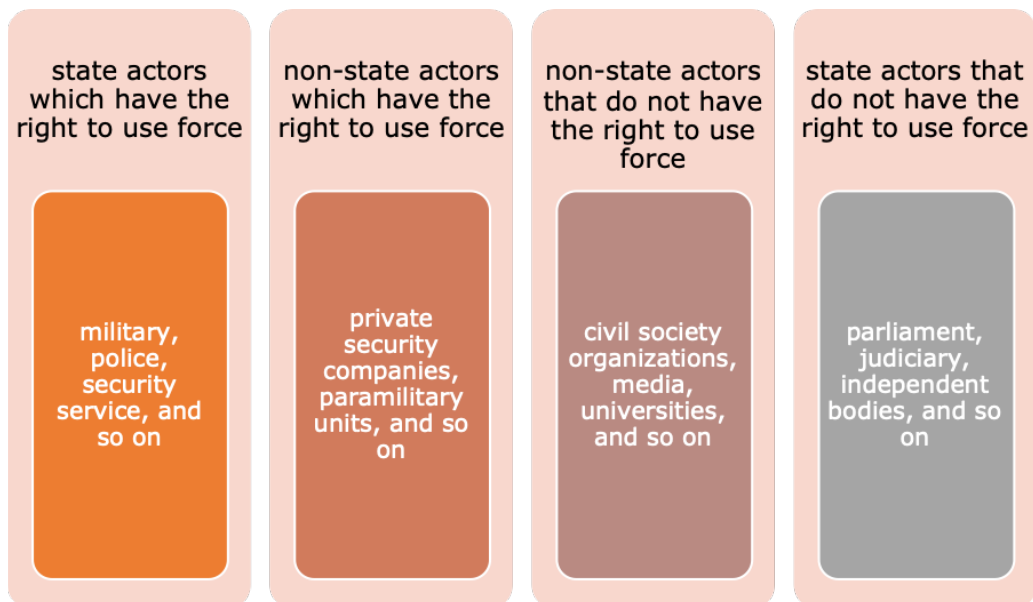 state actors
which have the
right to use force
military,
police,
security
service, and
so on
non-state actors
which have the
right to use force
private
security
companies,
paramilitary
units, and so
on
non-state actors
that do not have
the right to use
force
civil society
organizations,
media,
universities,
and so on
state actors that
do not have the
right to use force
parliament,
judiciary,
independent
bodies, and so
on